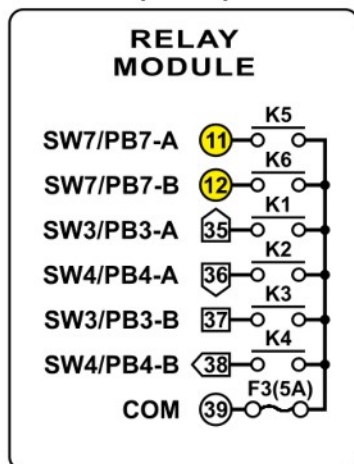 RELAY
MODULE
K5
SW7/PB7-A 11
K6
SW7/PB7-B 12
K1
SW3/PB3-A 35
K2
SW4/PB4-A 36
K3
SW3/PB3-B 37
K4
SW4/PB4-B 38
F3(5A)
COM 39